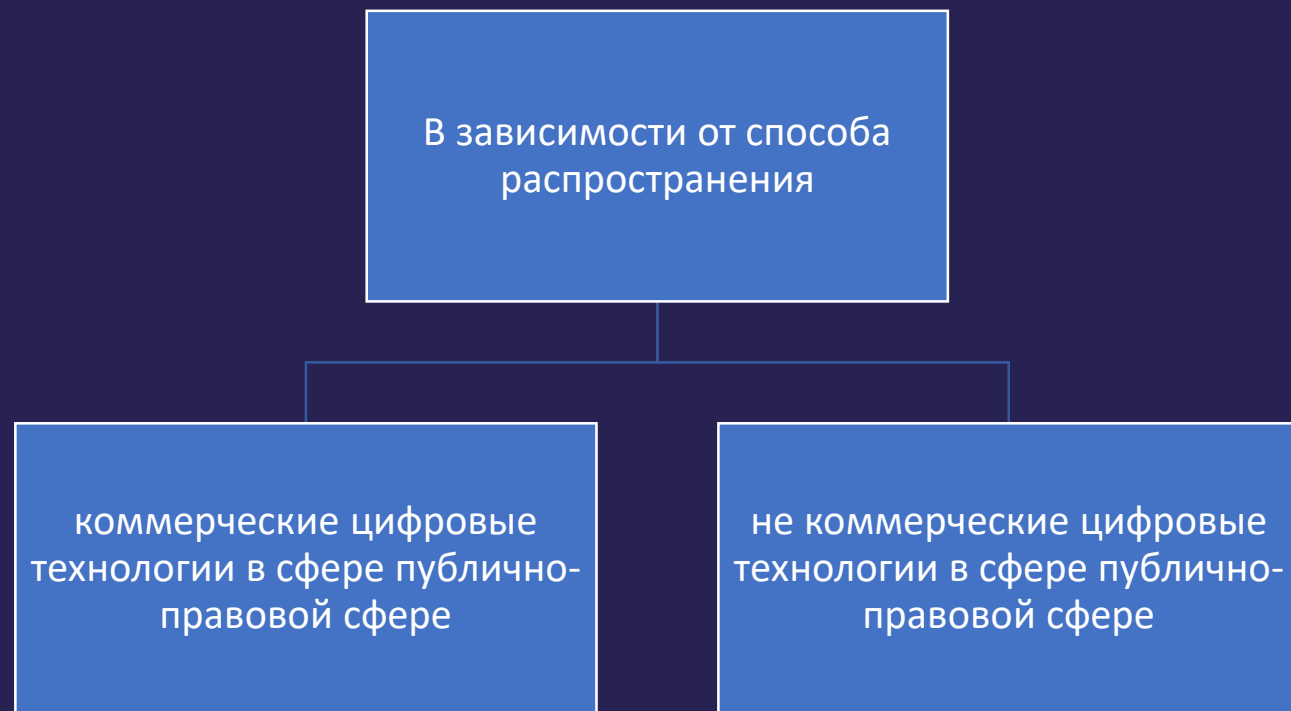 В зависимости от способа
распространения
коммерческие цифровые
технологии в сфере публично-
правовой сфере
не коммерческие цифровые
технологии в сфере публично-
правовой сфере